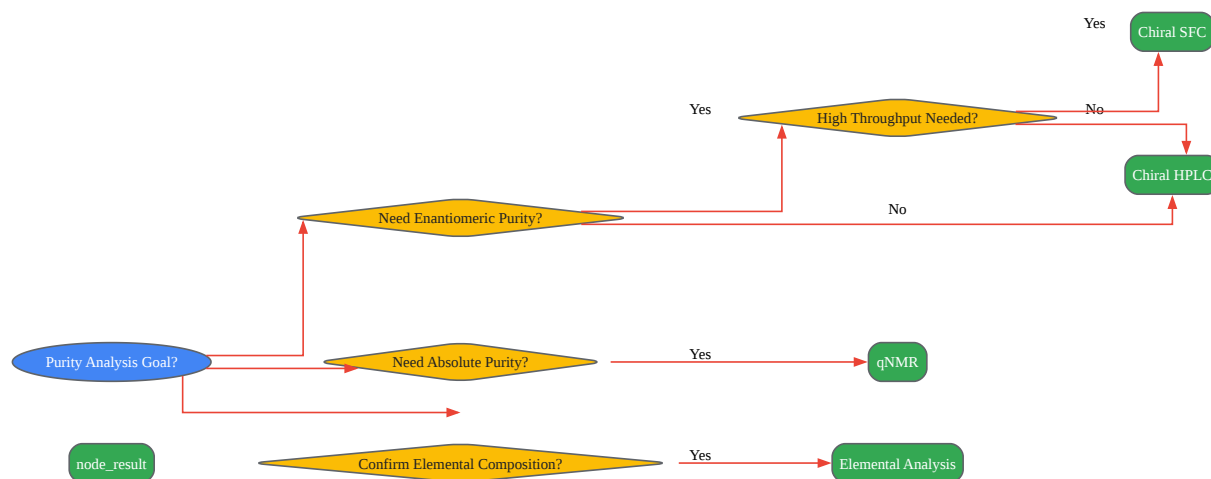 Yes
Chiral SFC
Yes
High Throughput Needed?
No
Chiral HPLC
Need Enantiomeric Purity?
No
Purity Analysis Goal?
Need Absolute Purity?
Yes
qNMR
node_result
Confirm Elemental Composition?
Yes
Elemental Analysis